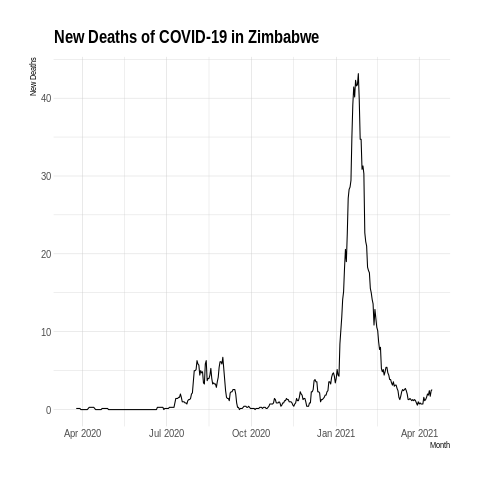 New Deaths of COVID-19 in Zimbabwe
New Deaths
40
30
20
10
0
Apr 2020 Jul 2020 Oct 2020 Jan 2021 Apr 2021
Month